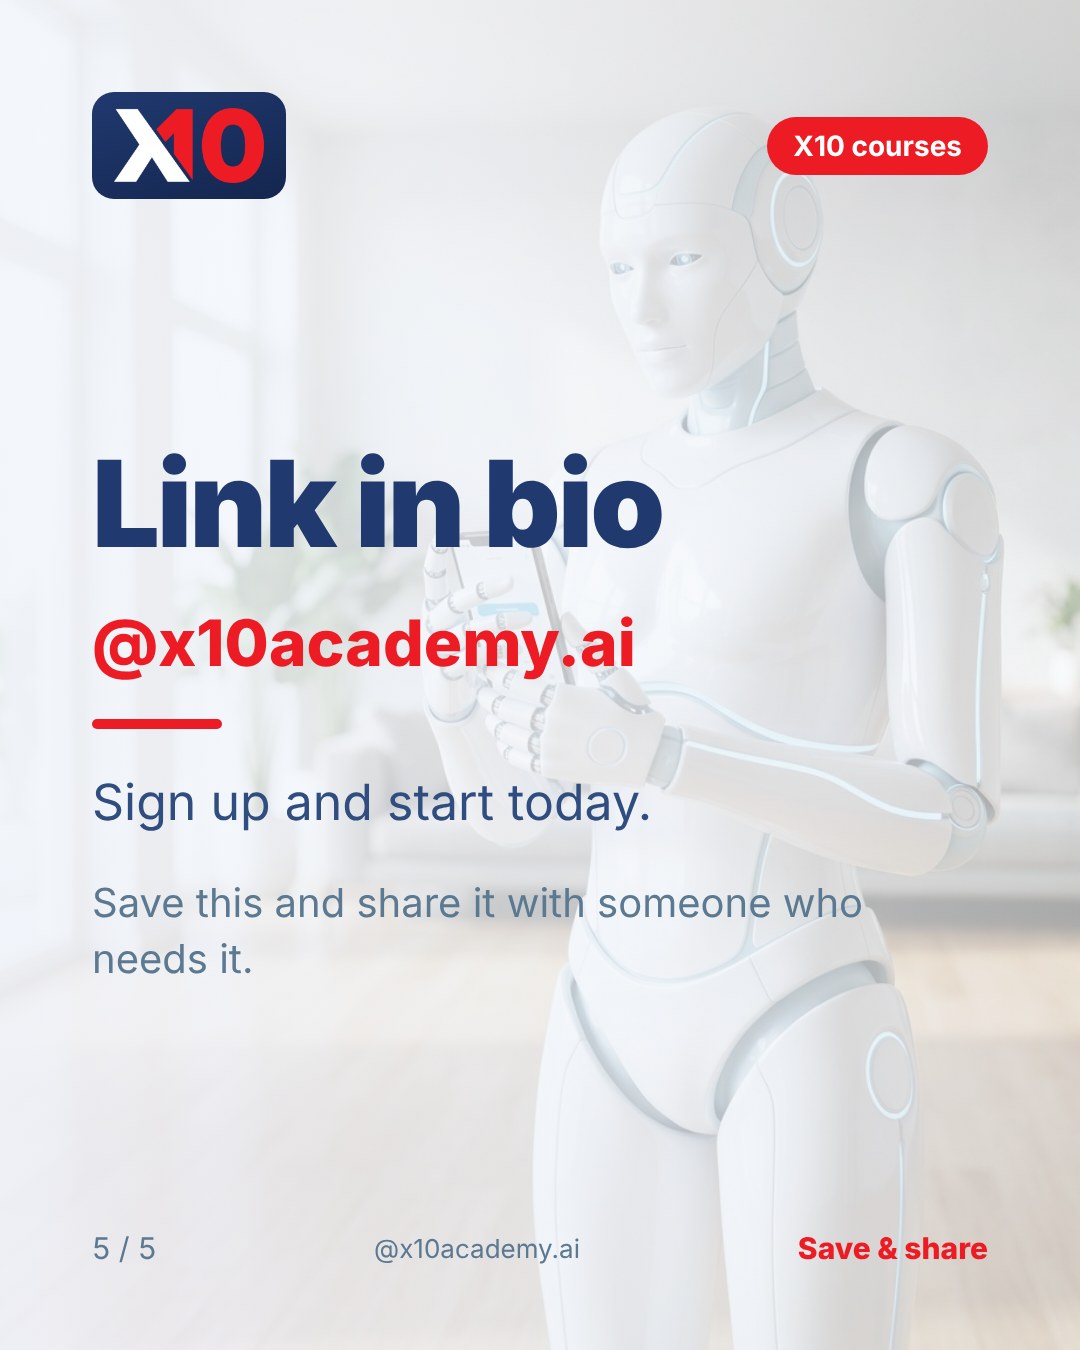 X10
X10 courses
Link in bio
@x10academy.ai
Sign up and start today.
Save this and share it with someone who
needs it.
5 / 5
@x10academy.ai
Save & share